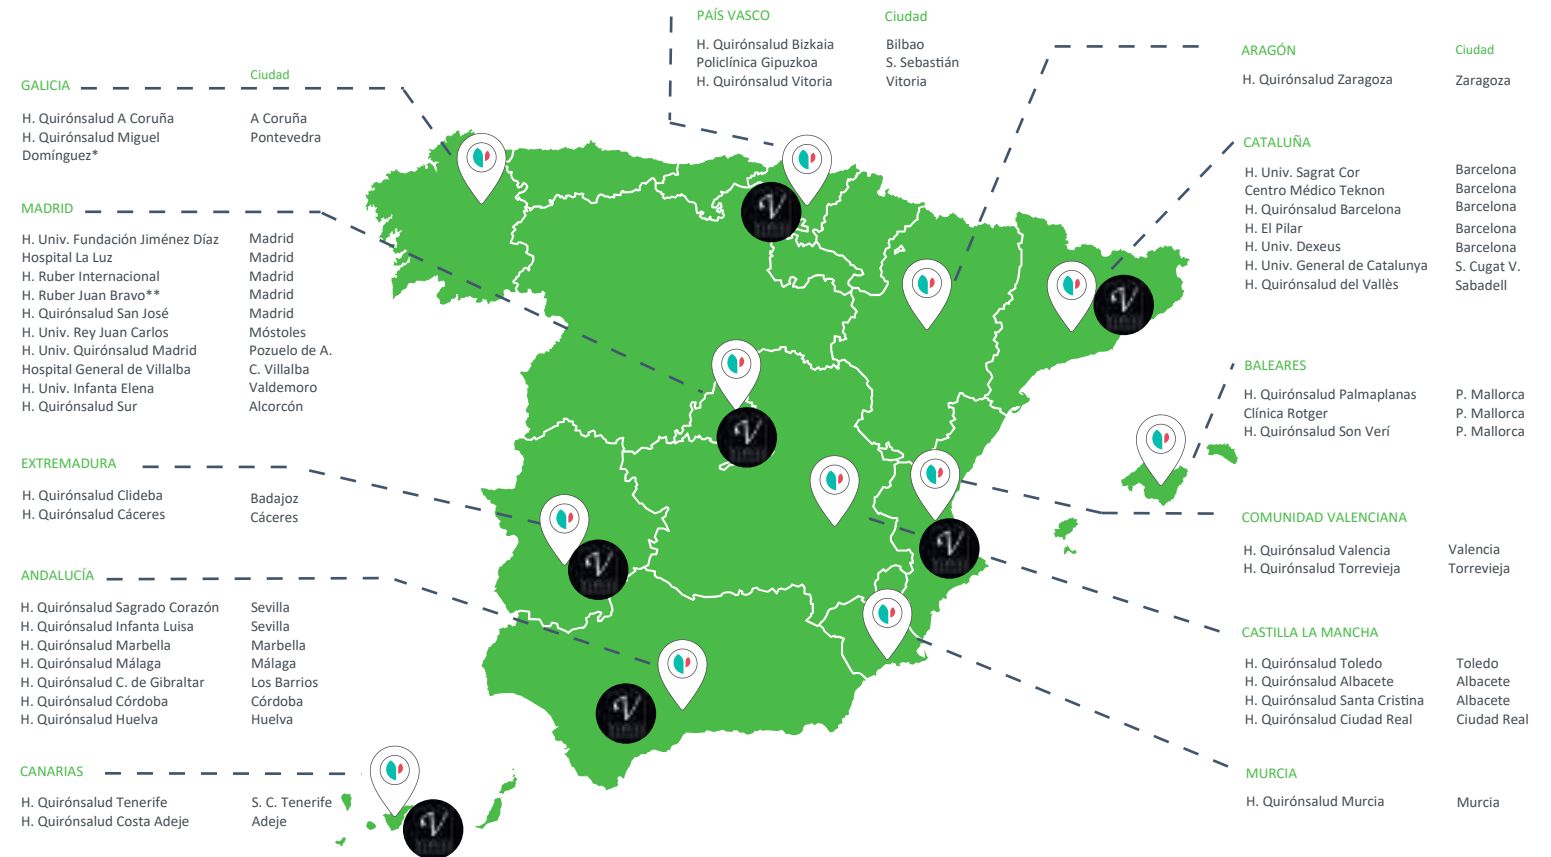 PAÍS VASCO Ciudad
H. Quirónsalud Bizkaia Bilbao
Policlínica Gipuzkoa S. Sebastián
H. Quirónsalud Vitoria Vitoria
ARAGÓN Ciudad
H. Quirónsalud Zaragoza Zaragoza
GALICIA Ciudad
H. Quirónsalud A Coruña A Coruña
H. Quirónsalud Miguel Pontevedra
Domínguez*
CATALUÑA
H. Univ. Sagrat Cor Barcelona
Centro Médico Teknon Barcelona
H. Quirónsalud Barcelona Barcelona
H. El Pilar Barcelona
H. Univ. Dexeus Barcelona
H. Univ. General de Catalunya S. Cugat V.
H. Quirónsalud del Vallès Sabadell
MADRID
H. Univ. Fundación Jiménez Díaz Madrid
Hospital La Luz Madrid
H. Ruber Internacional Madrid
H. Ruber Juan Bravo** Madrid
H. Quirónsalud San José Madrid
H. Univ. Rey Juan Carlos Móstoles
H. Univ. Quirónsalud Madrid Pozuelo de A.
Hospital General de Villalba C. Villalba
H. Univ. Infanta Elena Valdemoro
H. Quirónsalud Sur Alcorcón
BALEARES
H. Quirónsalud Palmaplanas P. Mallorca
Clínica Rotger P. Mallorca
H. Quirónsalud Son Verí P. Mallorca
EXTREMADURA
H. Quirónsalud Clideba Badajoz
H. Quirónsalud Cáceres Cáceres
COMUNIDAD VALENCIANA
H. Quirónsalud Valencia Valencia
H. Quirónsalud Torrevieja Torrevieja
ANDALUCÍA
H. Quirónsalud Sagrado Corazón Sevilla
H. Quirónsalud Infanta Luisa Sevilla
H. Quirónsalud Marbella Marbella
H. Quirónsalud Málaga Málaga
H. Quirónsalud C. de Gibraltar Los Barrios
H. Quirónsalud Córdoba Córdoba
H. Quirónsalud Huelva Huelva
CASTILLA LA MANCHA
H. Quirónsalud Toledo Toledo
H. Quirónsalud Albacete Albacete
H. Quirónsalud Santa Cristina Albacete
H. Quirónsalud Ciudad Real Ciudad Real
CANARIAS
H. Quirónsalud Tenerife S. C. Tenerife
H. Quirónsalud Costa Adeje Adeje
MURCIA
H. Quirónsalud Murcia Murcia
V
V
V
V
V
V
V